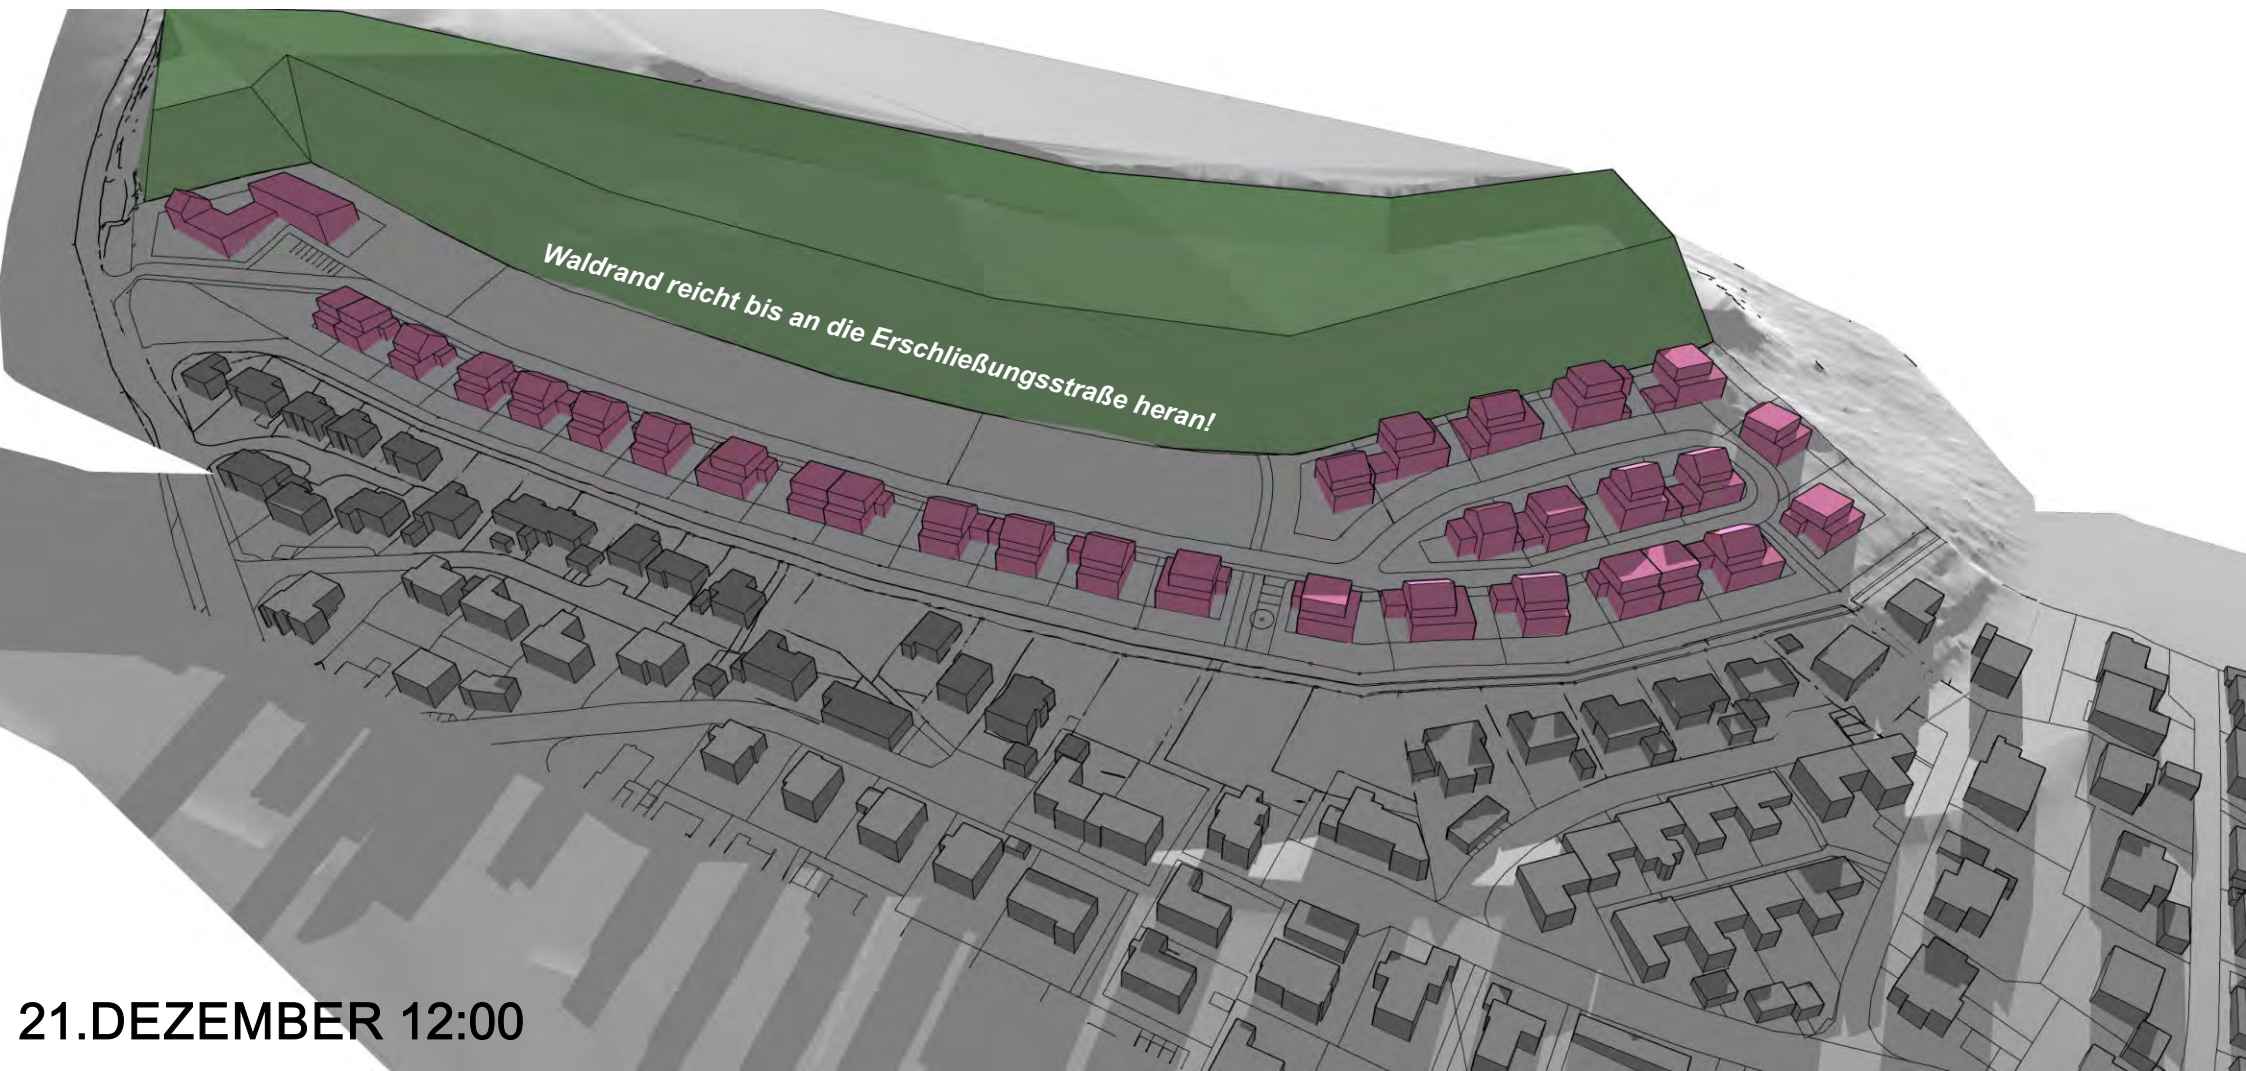 Waldrand reicht bis an die Erschließungsstraße heran!
21.DEZEMBER 12:00